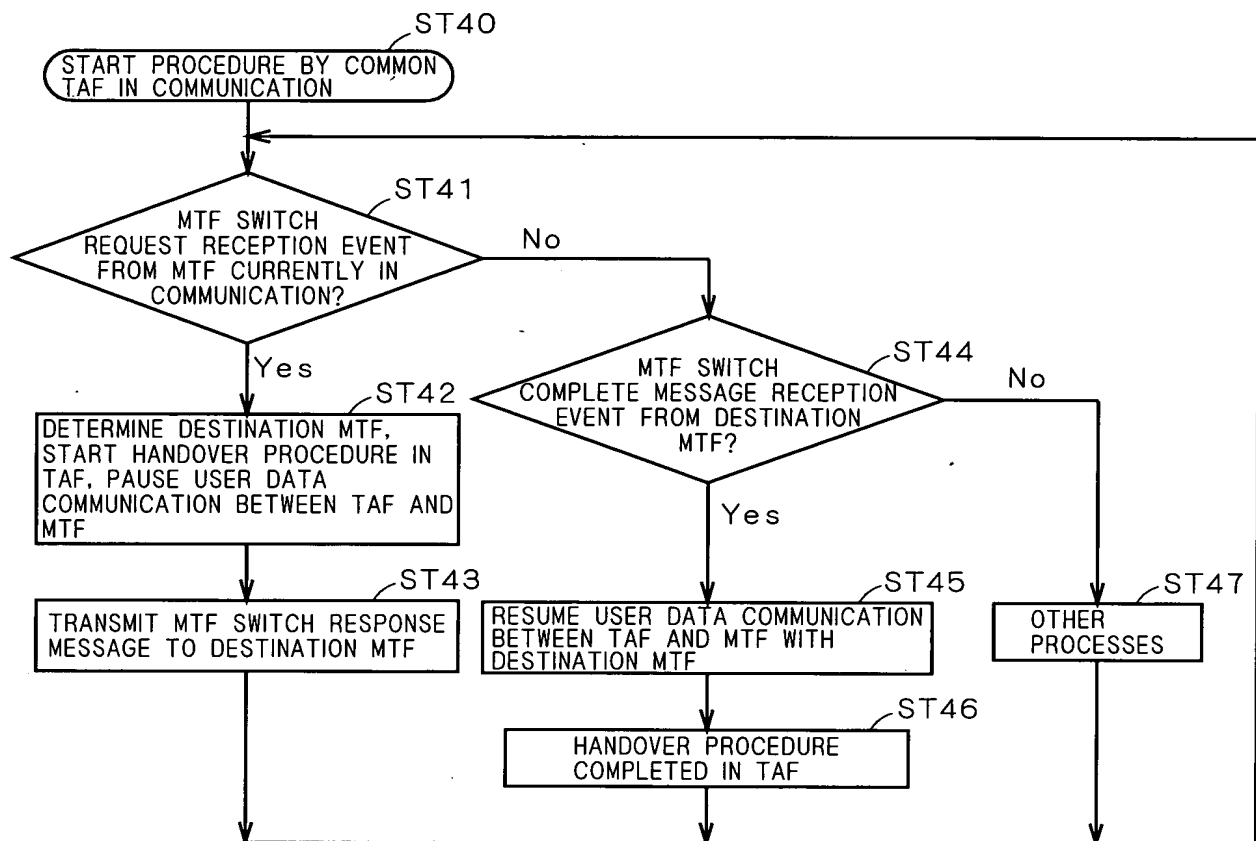 ST40
START PROCEDURE BY COMMON
TAF IN COMMUNICATION
ST41
MTF SWITCH
REQUEST RECEPTION EVENT
FROM MTF CURRENTLY IN
COMMUNICATION?
No
Yes
ST44
MTF SWITCH
COMPLETE MESSAGE RECEPTION
EVENT FROM DESTINATION
MTF?
No
Yes
ST42
DETERMINE DESTINATION MTF,
START HANDOVER PROCEDURE IN
TAF, PAUSE USER DATA
COMMUNICATION BETWEEN TAF AND
MTF
ST43
TRANSMIT MTF SWITCH RESPONSE
MESSAGE TO DESTINATION MTF
ST45
RESUME USER DATA COMMUNICATION
BETWEEN TAF AND MTF WITH
DESTINATION MTF
ST46
HANDOVER PROCEDURE
COMPLETED IN TAF
ST47
OTHER
PROCESSES